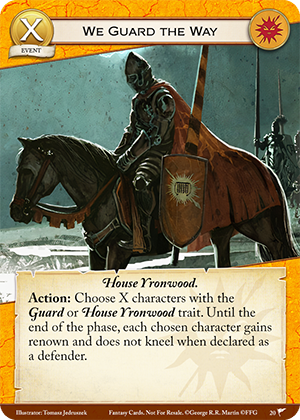 X
WE GUARD THE WAY
EVENT
House Yronwood.
Action: Choose X characters with the
Guard or House Yronwood trait. Until the
end of the phase, each chosen character gains
renown and does not kneel when declared as
a defender.
Illustrator: Tomasz Jedruszek
Fantasy Cards. Not For Resale. ©George R.R. Martin ©FFG
20